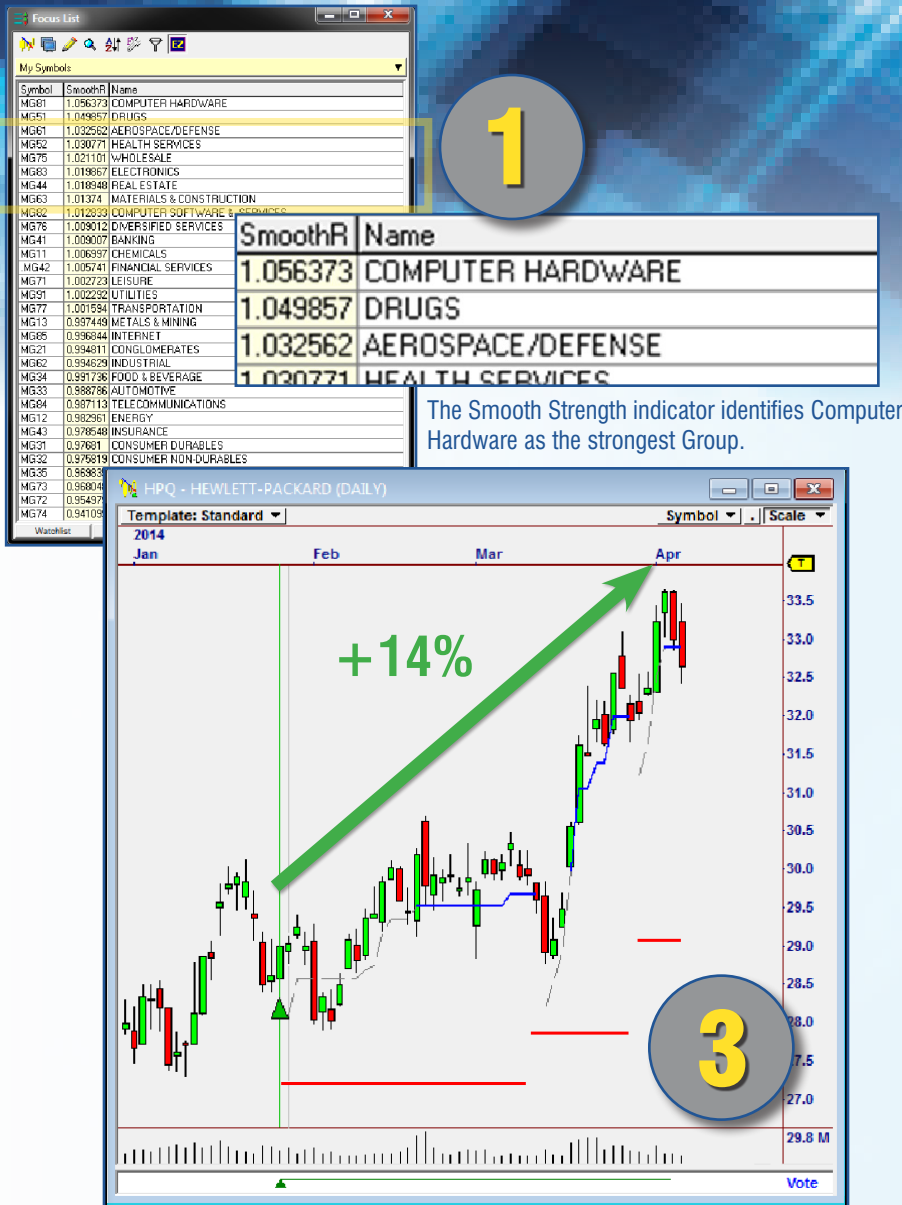 Focus List
EZ
My Symbols
Symbol SmoothR Name
MG81 1.056373 COMPUTER HARDWARE
MG51 1.049857 DRUGS
MG61 1.032562 AEROSPACE/DEFENSE
MG52 1.030771 HEALTH SERVICES
MG75 1.021101 WHOLESALE
MG83 1.019867 ELECTRONICS
MG44 1.018948 REAL ESTATE
MG63 1.01374 MATERIALS & CONSTRUCTION
MG82 1.012833 COMPUTER SOFTWARE & SERVICES
MG76 1.009012 DIVERSIFIED SERVICES
MG41 1.009007 BANKING
MG11 1.006997 CHEMICALS
.MG42 1.005741 FINANCIAL SERVICES
MG71 1.002723 LEISURE
MG91 1.002292 UTILITIES
MG77 1.001594 TRANSPORTATION
MG13 0.997449 METALS & MINING
MG85 0.996844 INTERNET
MG21 0.994811 CONGLOMERATES
MG62 0.994629 INDUSTRIAL
MG34 0.991736 FOOD & BEVERAGE
MG33 0.988786 AUTOMOTIVE
MG84 0.987113 TELECOMMUNICATIONS
MG12 0.982961 ENERGY
MG43 0.978548 INSURANCE
MG31 0.97681 CONSUMER DURABLES
MG32 0.975819 CONSUMER NON-DURABLES
MG35
MG73
MG72
MG74
Watchlist
1
SmoothR Name
1.056373 COMPUTER HARDWARE
1.049857 DRUGS
1.032562 AEROSPACE/DEFENSE
1.030771 HEALTH SERVICES
The Smooth Strength indicator identifies Computer
Hardware as the strongest Group.
HPQ - HEWLETT-PACKARD (DAILY)
Template: Standard Symbol . Scale
2014
Jan Feb Mar Apr
T
+14%
33.5
33.0
32.5
32.0
31.5
31.0
30.5
30.0
29.5
29.0
28.5
28.0
27.5
27.0
3
29.8 M
Vote